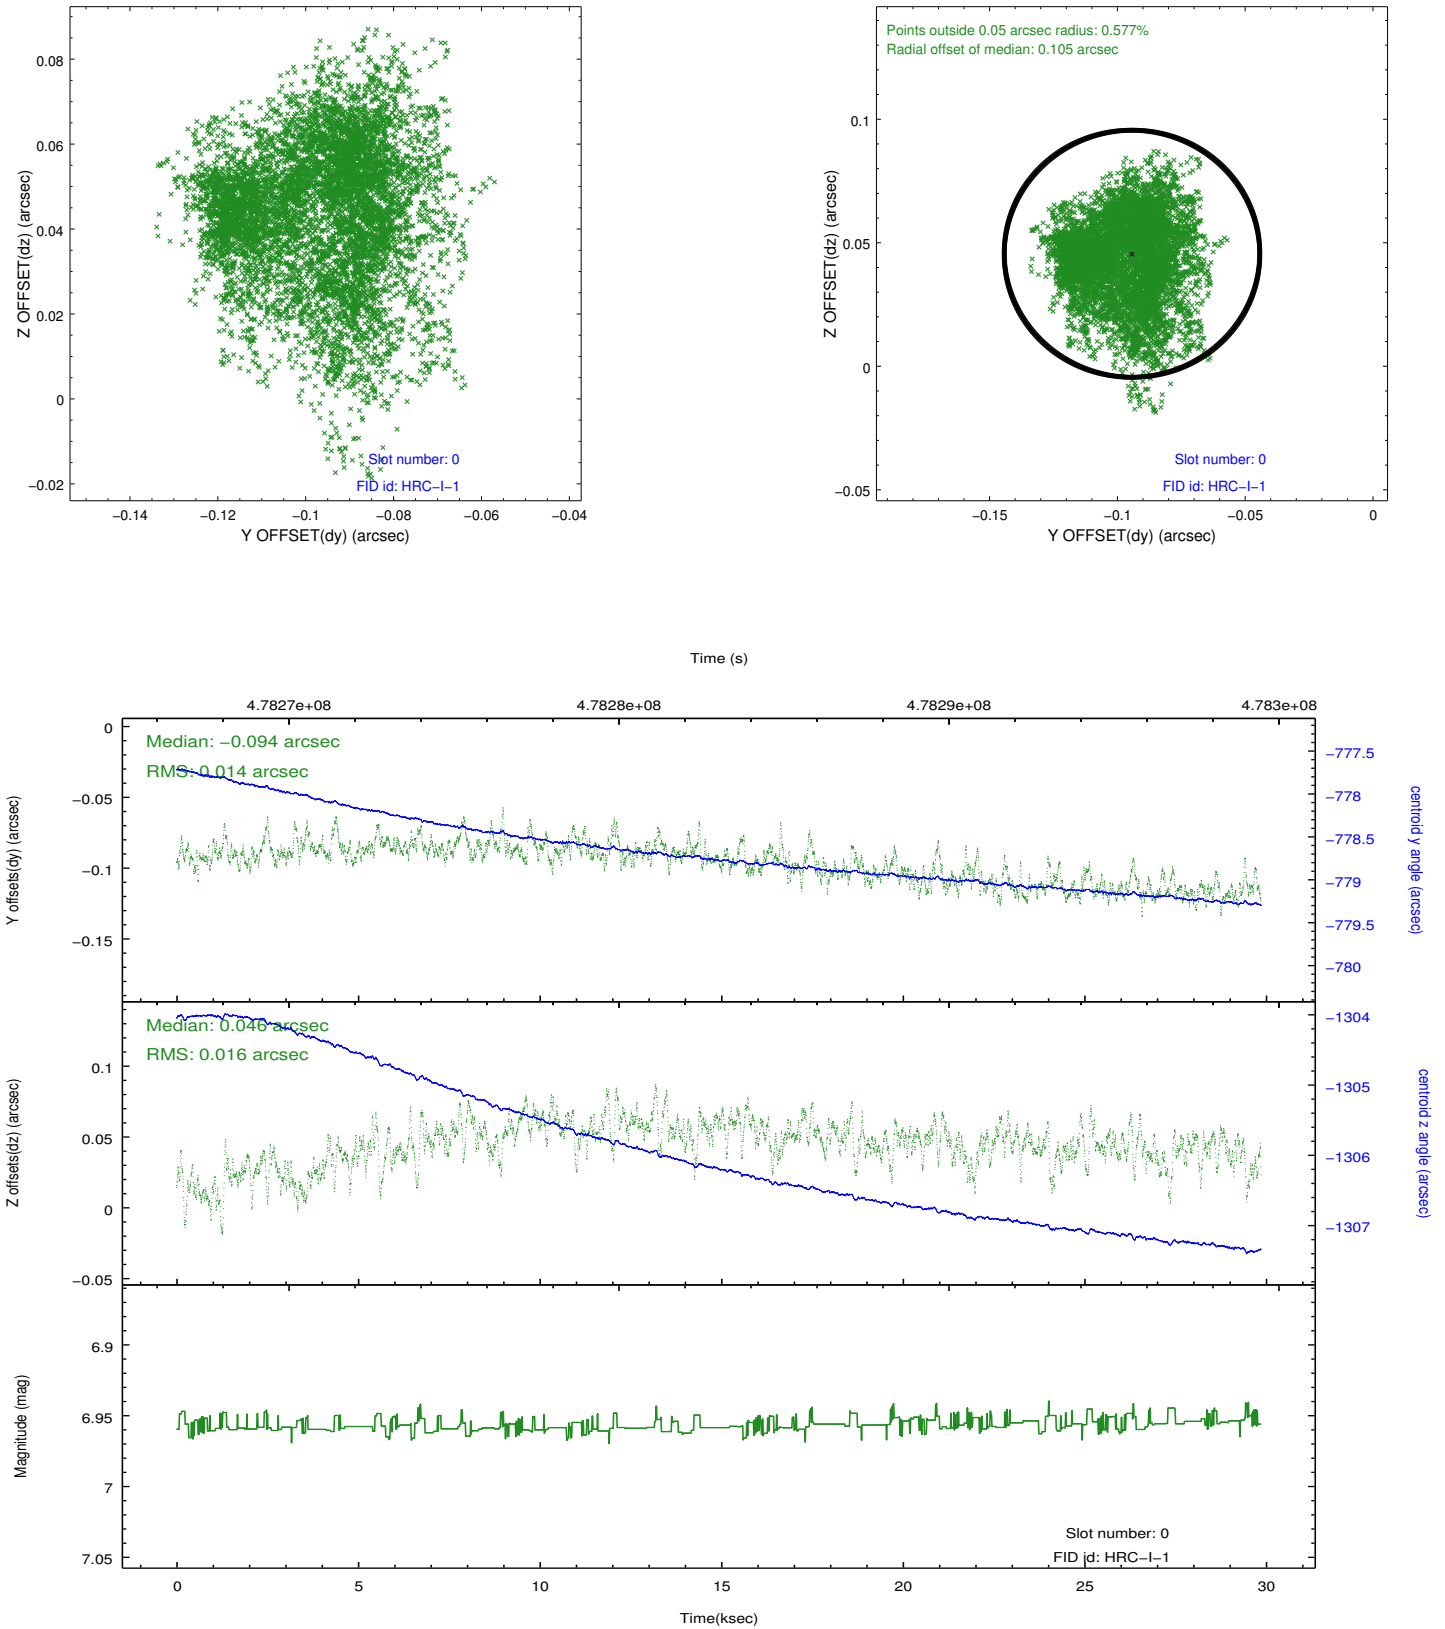 0.08
0.06
0.04
0.02
0
−0.02
Z OFFSET(dz) (arcsec)
Slot number: 0
FID id: HRC−I−1
−0.14
−0.12
−0.1
−0.08
−0.06
−0.04
Y OFFSET(dy) (arcsec)
Points outside 0.05 arcsec radius: 0.577%
Radial offset of median: 0.105 arcsec
0.1
0.05
0
−0.05
Z OFFSET(dz) (arcsec)
Slot number: 0
FID id: HRC−I−1
−0.15
−0.1
−0.05
0
Y OFFSET(dy) (arcsec)
Time (s)
4.7827e+08
4.7828e+08
4.7829e+08
4.783e+08
Median: −0.094 arcsec
RMS: 0.014 arcsec
0
−0.05
−0.1
−0.15
Y offsets(dy) (arcsec)
−777.5
−778
−778.5
−779
−779.5
−780
centroid y angle (arcsec)
Median: 0.046 arcsec
RMS: 0.016 arcsec
0.1
0.05
0
−0.05
Z offsets(dz) (arcsec)
−1304
−1305
−1306
−1307
centroid z angle (arcsec)
6.9
6.95
7
7.05
Magnitude (mag)
Slot number: 0
FID id: HRC−I−1
0
5
10
15
20
25
30
Time(ksec)